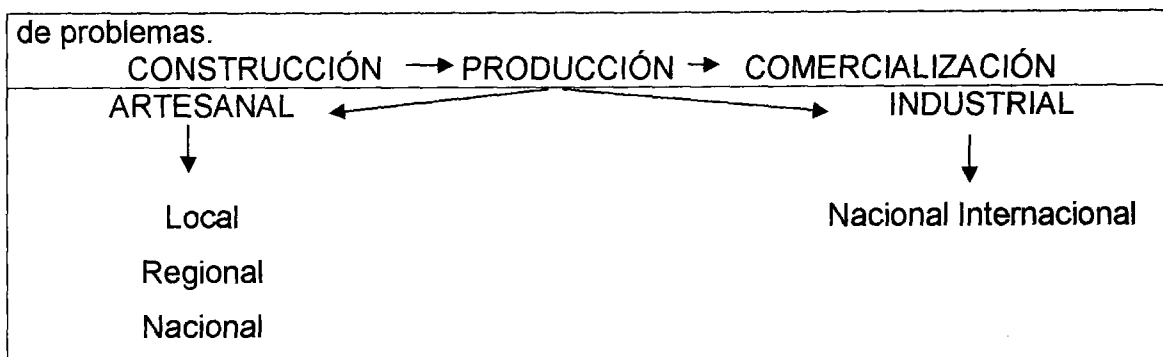 de problemas.
CONSTRUCCIÓN → PRODUCCIÓN → COMERCIALIZACIÓN
ARTESANAL INDUSTRIAL
Local Nacional Internacional
Regional
Nacional